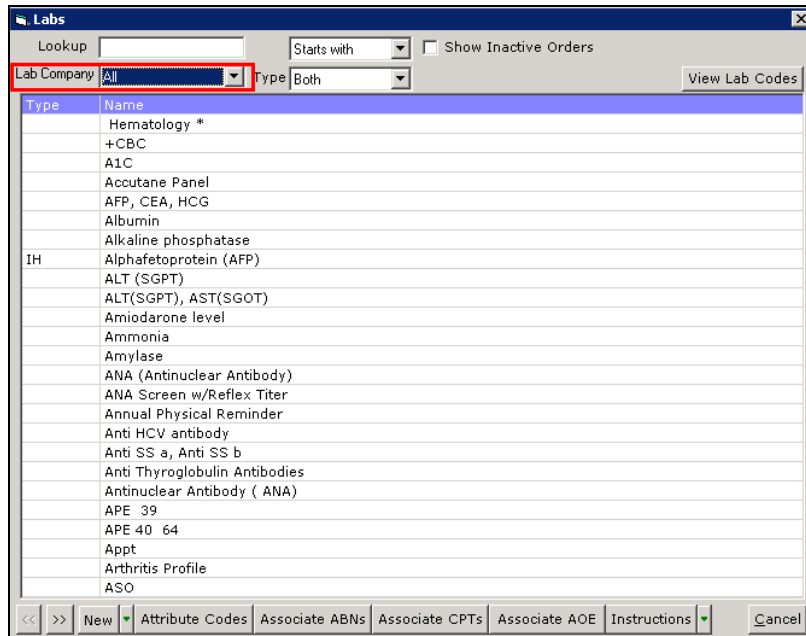 Labs
Lookup Starts with Show Inactive Orders
Lab Company All Type Both View Lab Codes
Type Name
Hematology *
+CBC
A1C
Accutane Panel
AFP, CEA, HCG
Albumin
Alkaline phosphatase
IH Alphafetoprotein (AFP)
ALT (SGPT)
ALT(SGPT), AST(SGOT)
Amiodarone level
Ammonia
Amylase
ANA (Antinuclear Antibody)
ANA Screen w/Reflex Titer
Annual Physical Reminder
Anti HCV antibody
Anti SS a, Anti SS b
Anti Thyroglobulin Antibodies
Antinuclear Antibody ( ANA)
APE 39
APE 40 64
Appt
Arthritis Profile
ASO
<< >> New Attribute Codes Associate ABNs Associate CPTs Associate AOE Instructions Cancel